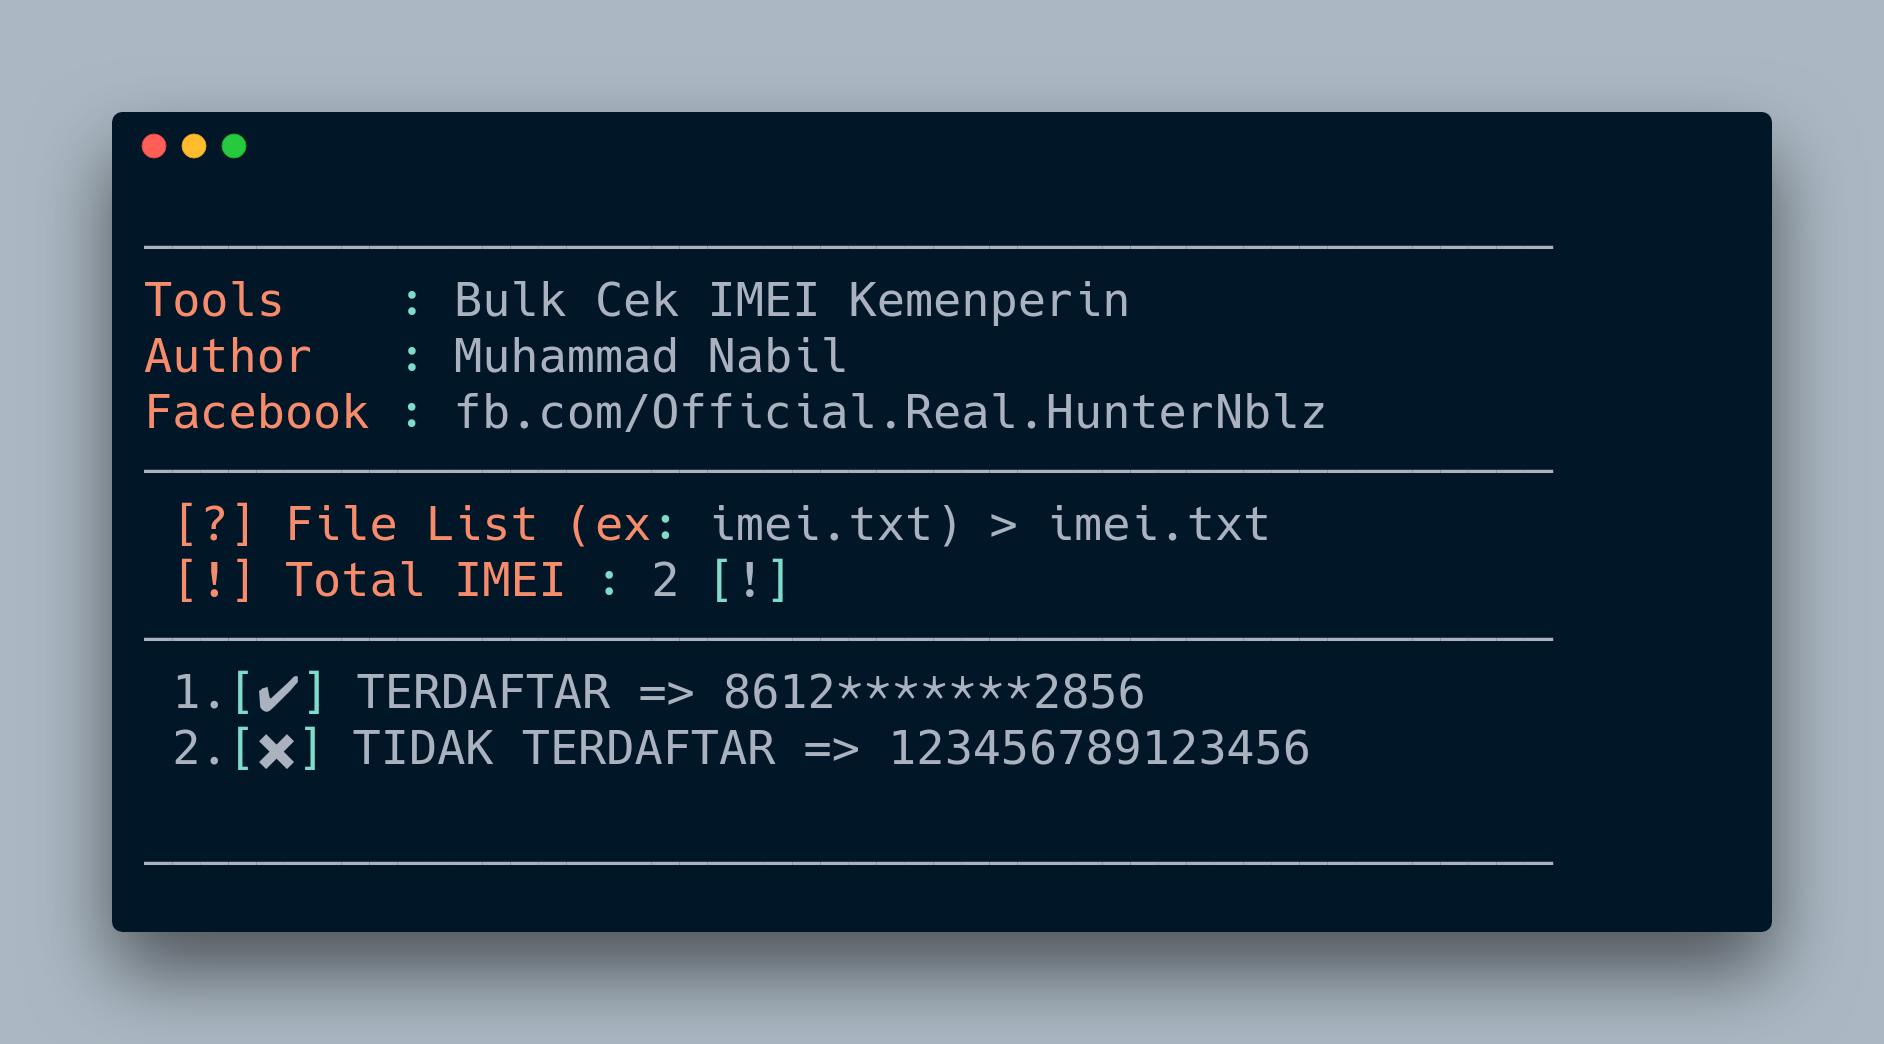 Tools    : Bulk Cek IMEI Kemenperin
Author   : Muhammad Nabil
Facebook : fb.com/Official.Real.HunterNblz
[?] File List (ex: imei.txt) > imei.txt
[!] Total IMEI : 2 [!]
1.[✔] TERDAFTAR => 8612*******2856
2.[✖] TIDAK TERDAFTAR => 123456789123456